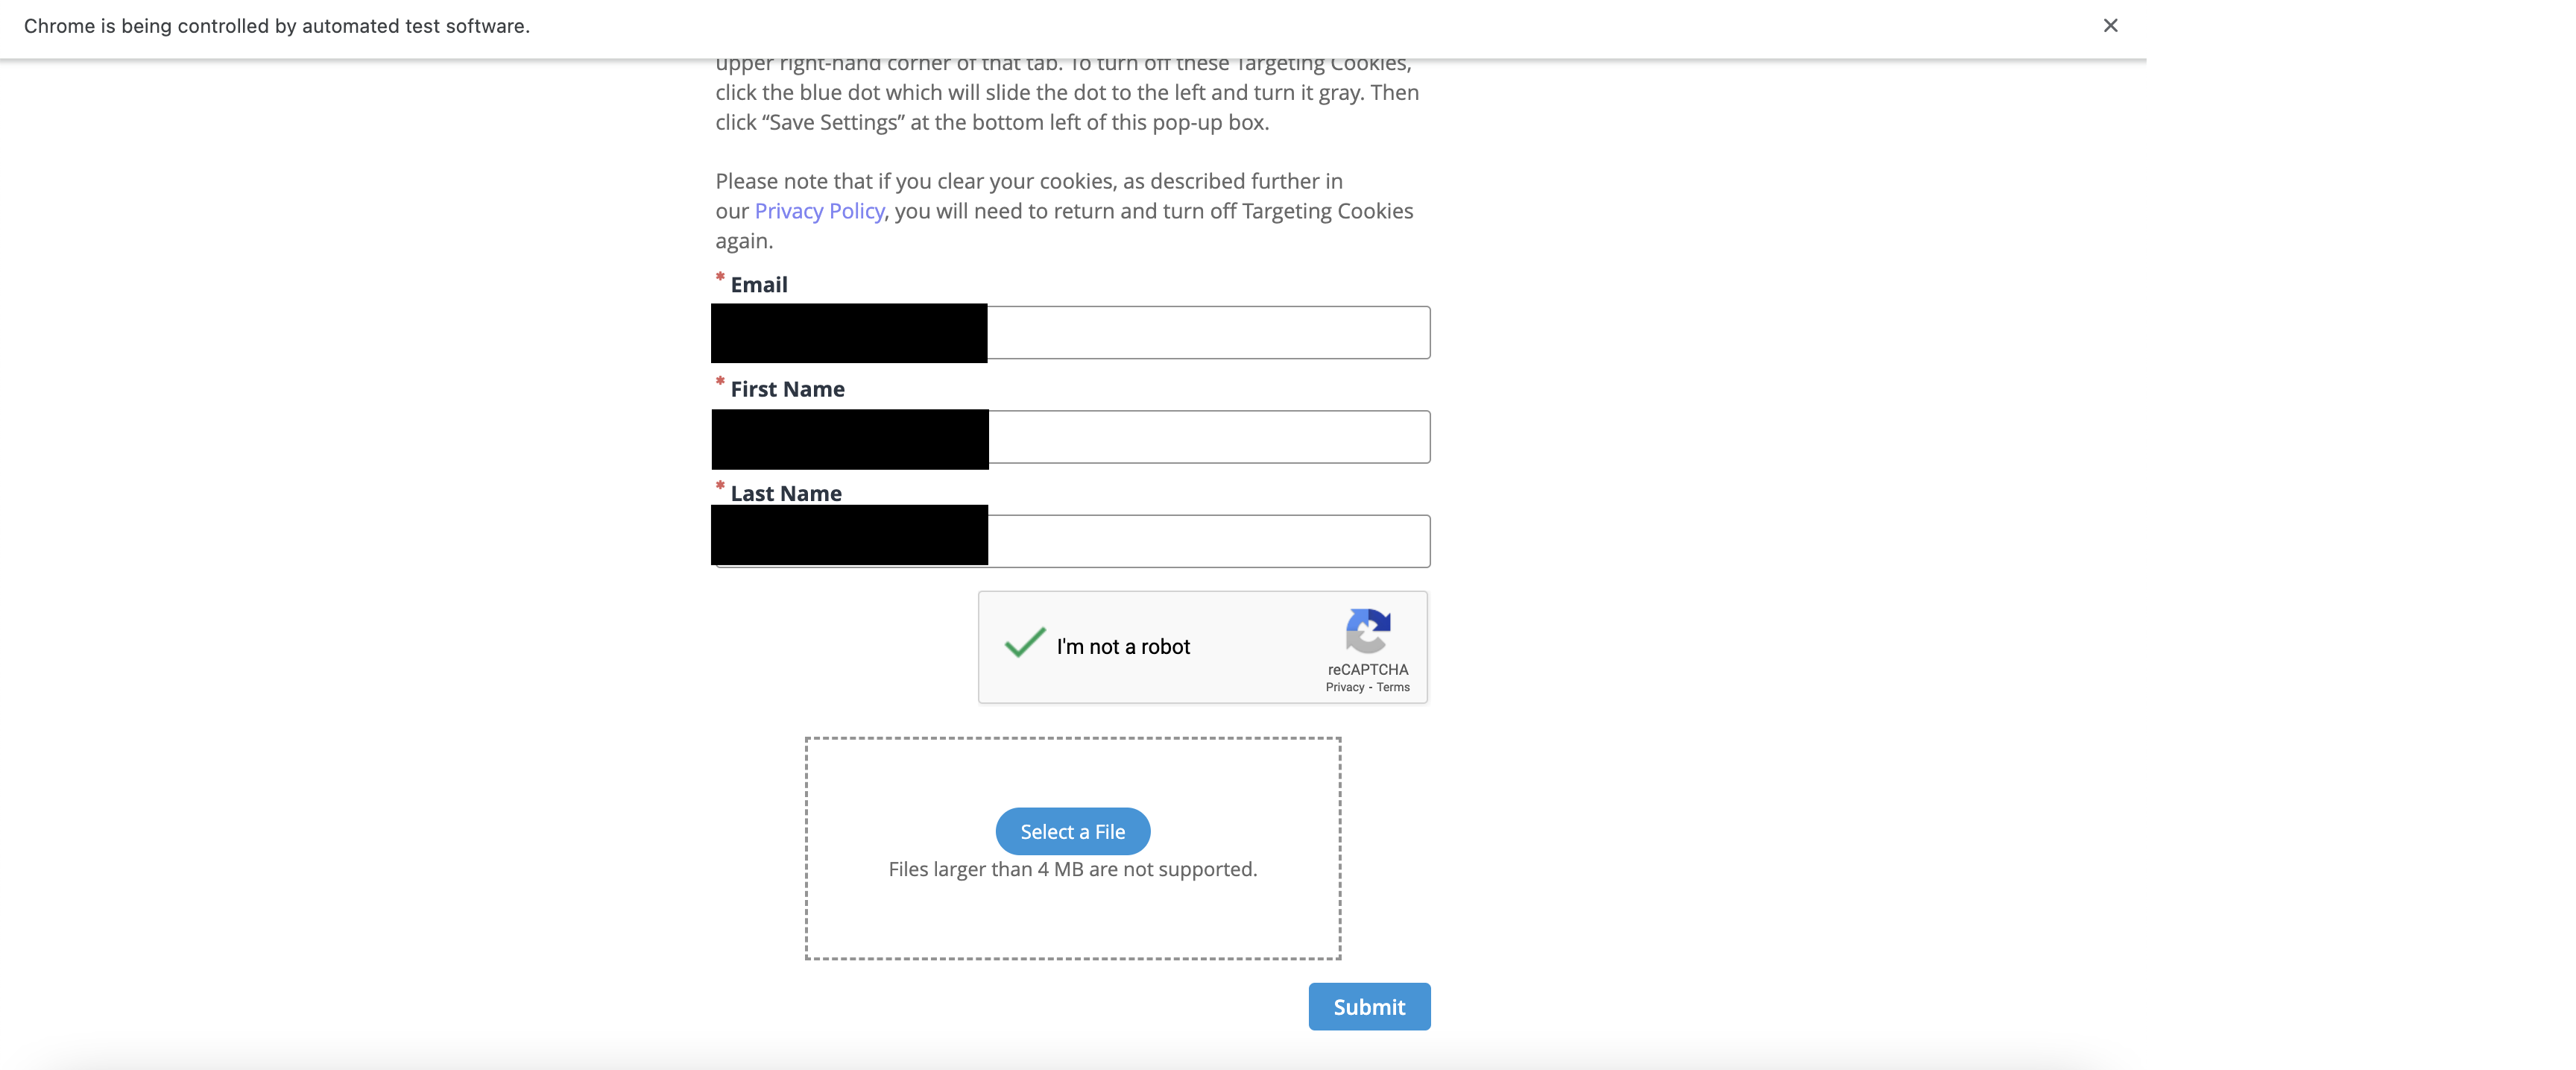 Chrome is being controlled by automated test software.
upper right-hand corner of that tab. To turn off these Targeting Cookies,
click the blue dot which will slide the dot to the left and turn it gray. Then
click “Save Settings” at the bottom left of this pop-up box.
Please note that if you clear your cookies, as described further in
our Privacy Policy, you will need to return and turn off Targeting Cookies
again.
* Email
* First Name
* Last Name
I'm not a robot
reCAPTCHA
Privacy - Terms
Select a File
Files larger than 4 MB are not supported.
Submit